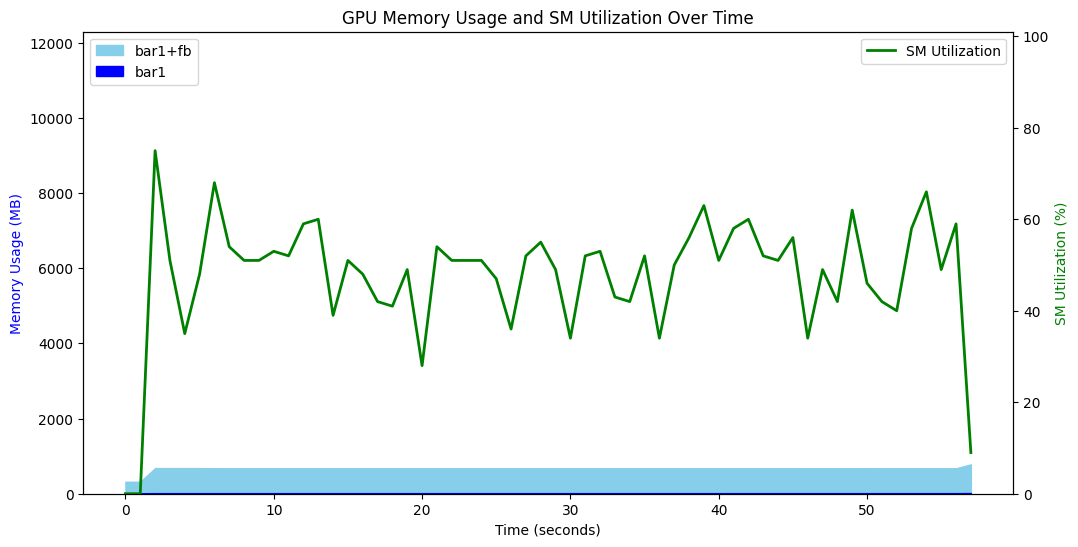 GPU Memory Usage and SM Utilization Over Time
bar1+fb
bar1
SM Utilization
Memory Usage (MB)
12000
10000
8000
6000
4000
2000
0
100
80
60
40
20
0
SM Utilization (%)
0
10
20
30
40
50
Time (seconds)